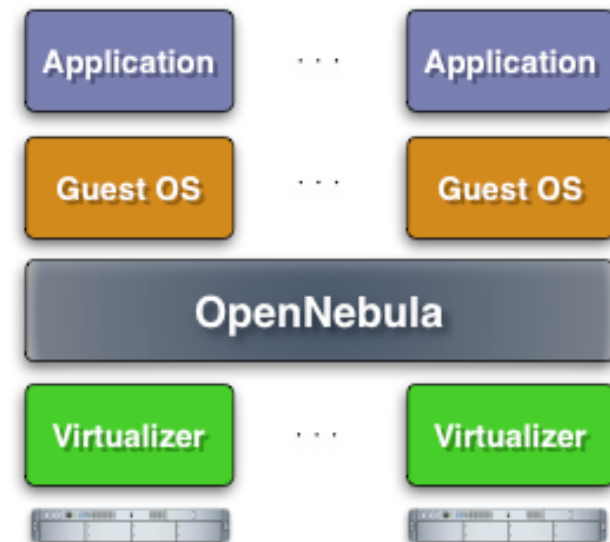 Application . . . Application
Guest OS . . . Guest OS
OpenNebula
Virtualizer . . . Virtualizer